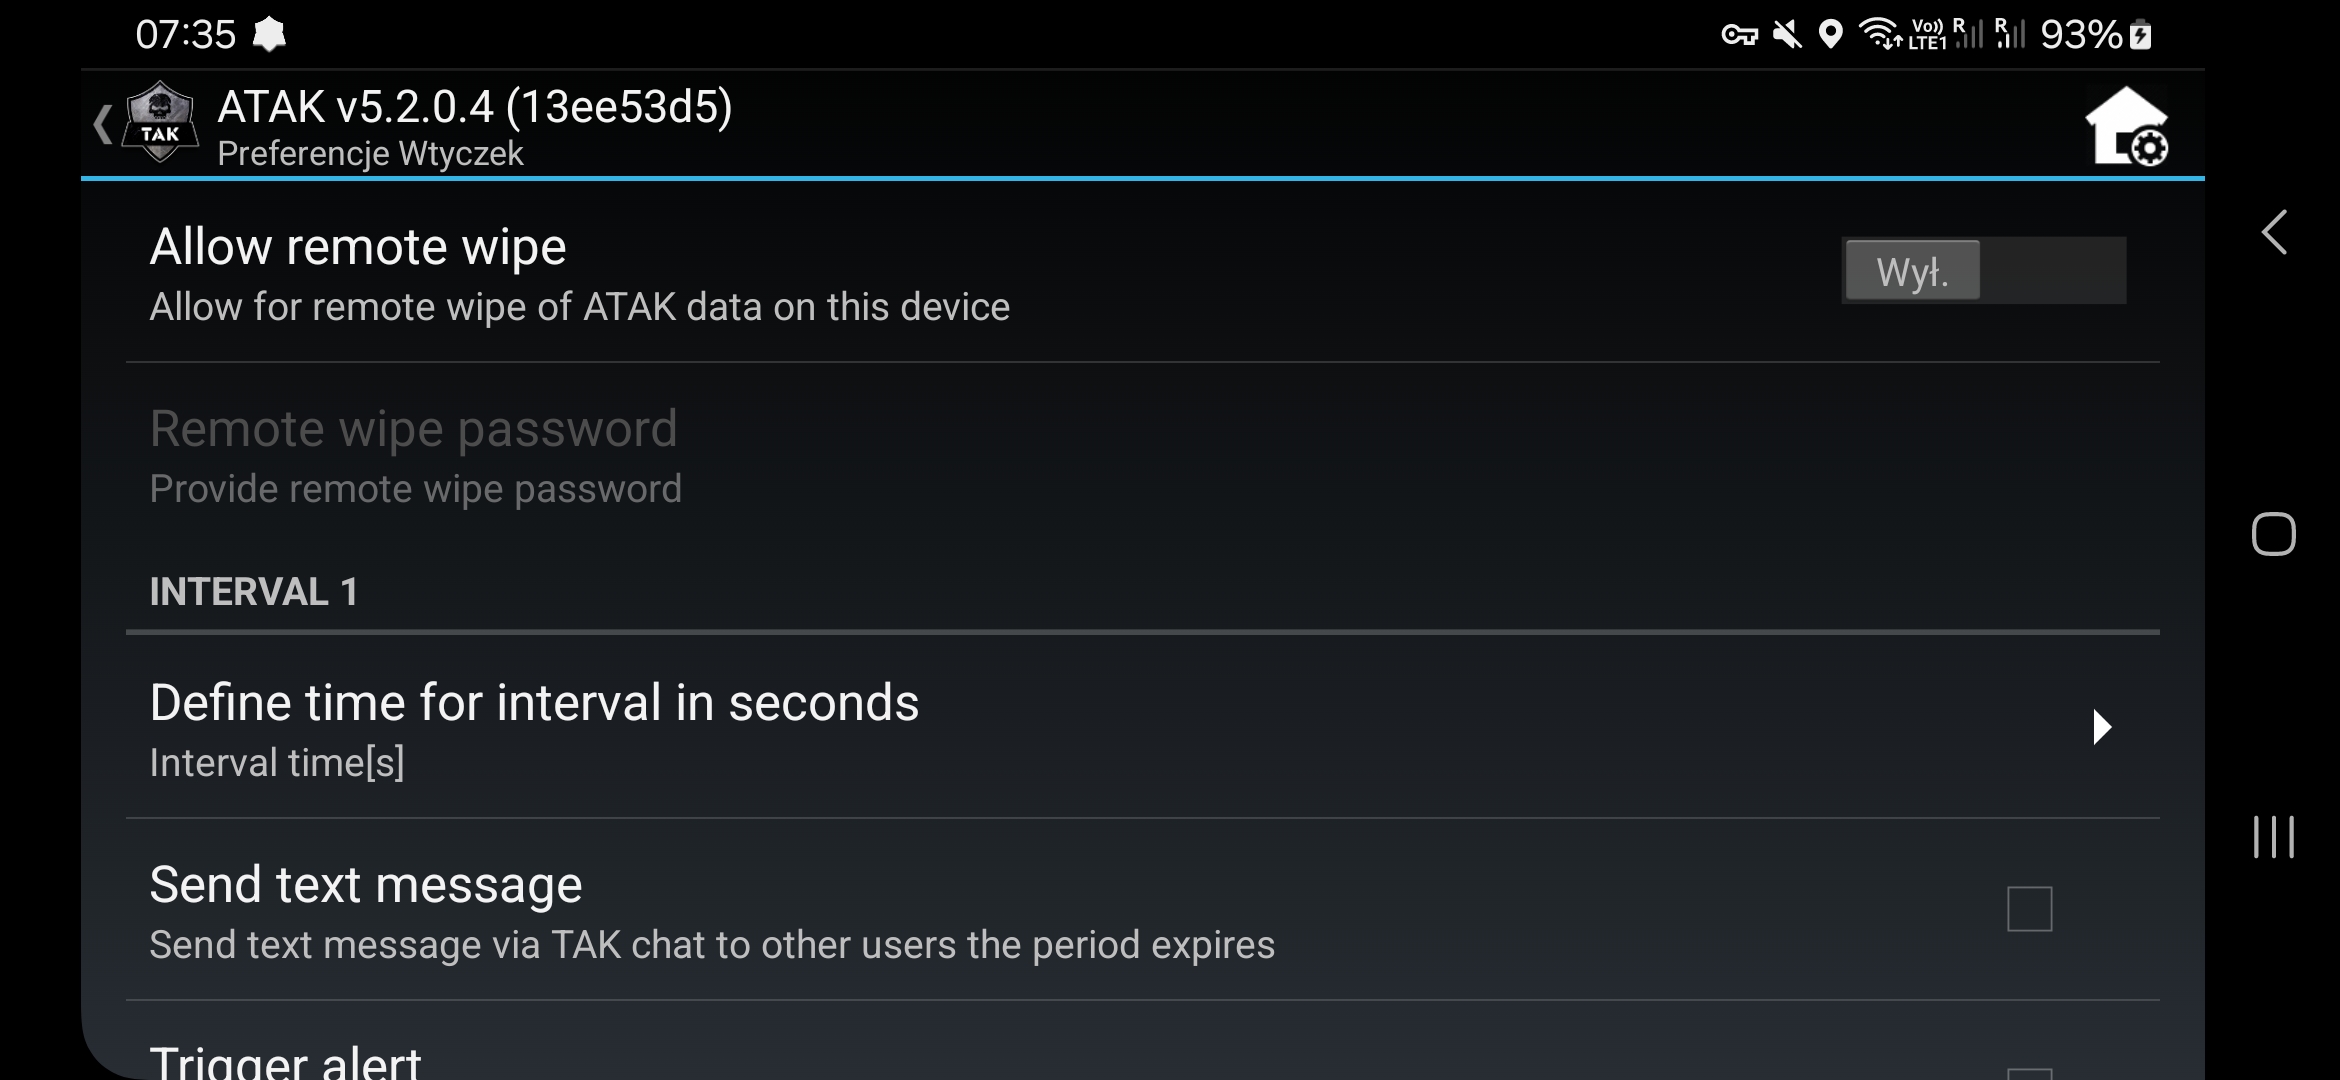 07:35
Vo)) LTE1 R R 93%
TAK
ATAK v5.2.0.4 (13ee53d5)
Preferencje Wtyczek
Allow remote wipe
Wył.
Allow for remote wipe of ATAK data on this device
Remote wipe password
Provide remote wipe password
INTERVAL 1
Define time for interval in seconds
Interval time[s]
Send text message
Send text message via TAK chat to other users the period expires
Trigger alert